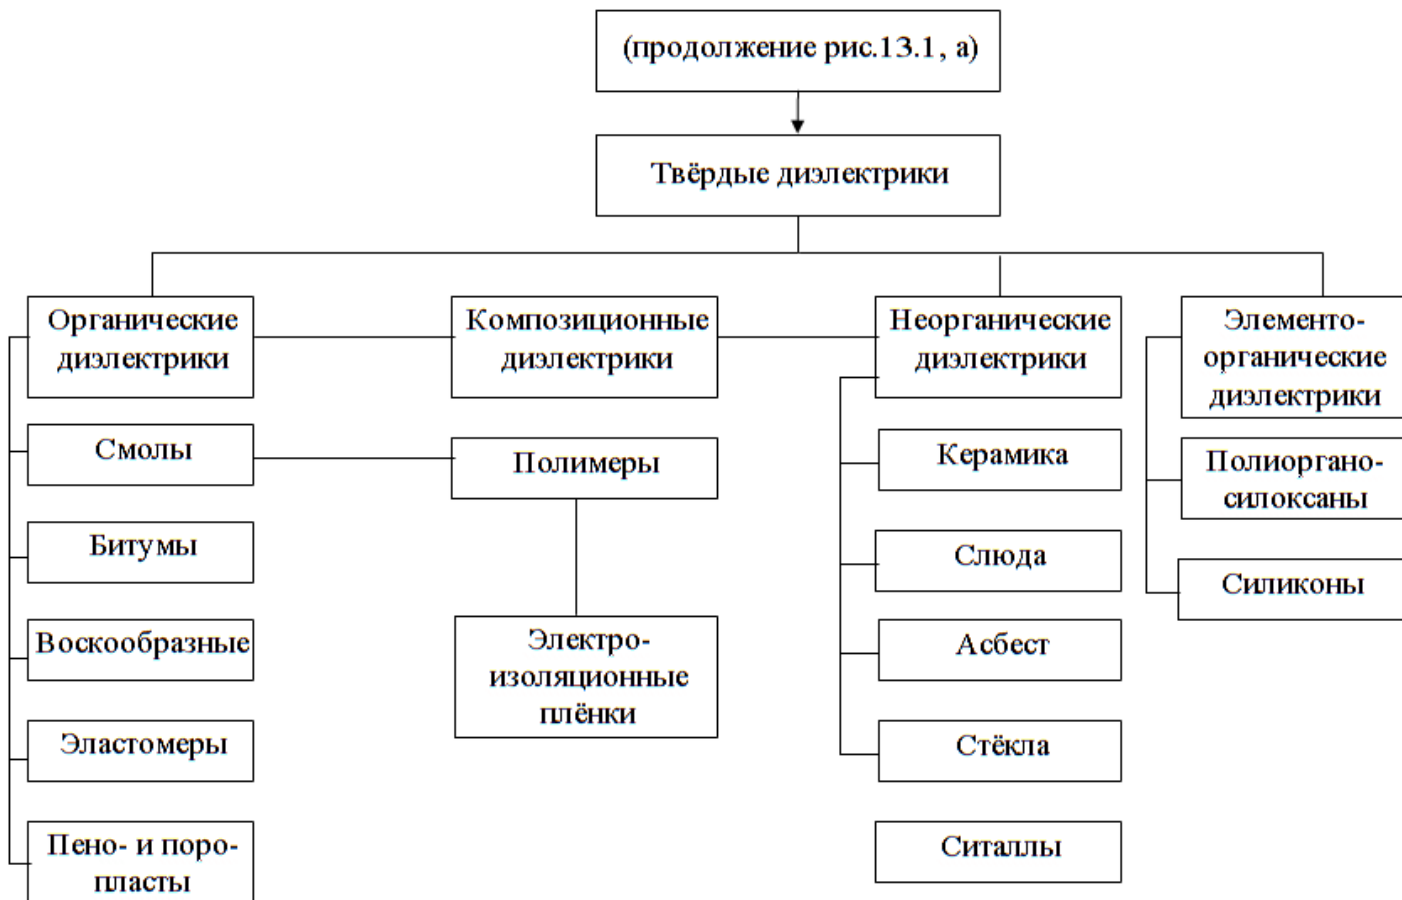 (продолжение рис.13.1, а)
Твёрдые диэлектрики
Органические
диэлектрики
Композиционные
диэлектрики
Неорганические
диэлектрики
Элементо-
органические
диэлектрики
Смолы
Полимеры
Керамика
Полиоргано-
силоксаны
Битумы
Слюда
Силиконы
Воскообразные
Электро-
изоляционные
плёнки
Асбест
Эластомеры
Стёкла
Пено- и поро-
пласты
Ситаллы